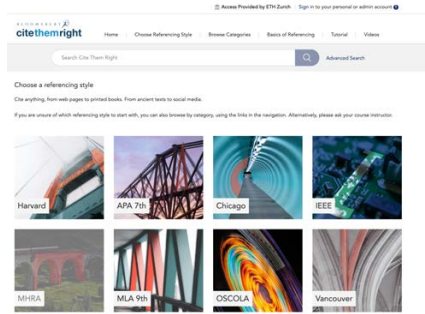 Access Provided by ETH Zurich
Sign in to your personal or admin account
BLOOMSBURY
citethemright
Home
Choose Referencing Style
Browse Categories
Basics of Referencing
Tutorial
Videos
Search Cite Them Right
Advanced Search
Choose a referencing style
Cite anything, from web pages to printed books. From ancient texts to social media.
If you are unsure of which referencing style to start with, you can also browse by category, using the links in the navigation. Alternatively, please ask your course instructor.
Harvard
APA 7th
Chicago
IEEE
MHRA
MLA 9th
OSCOLA
Vancouver